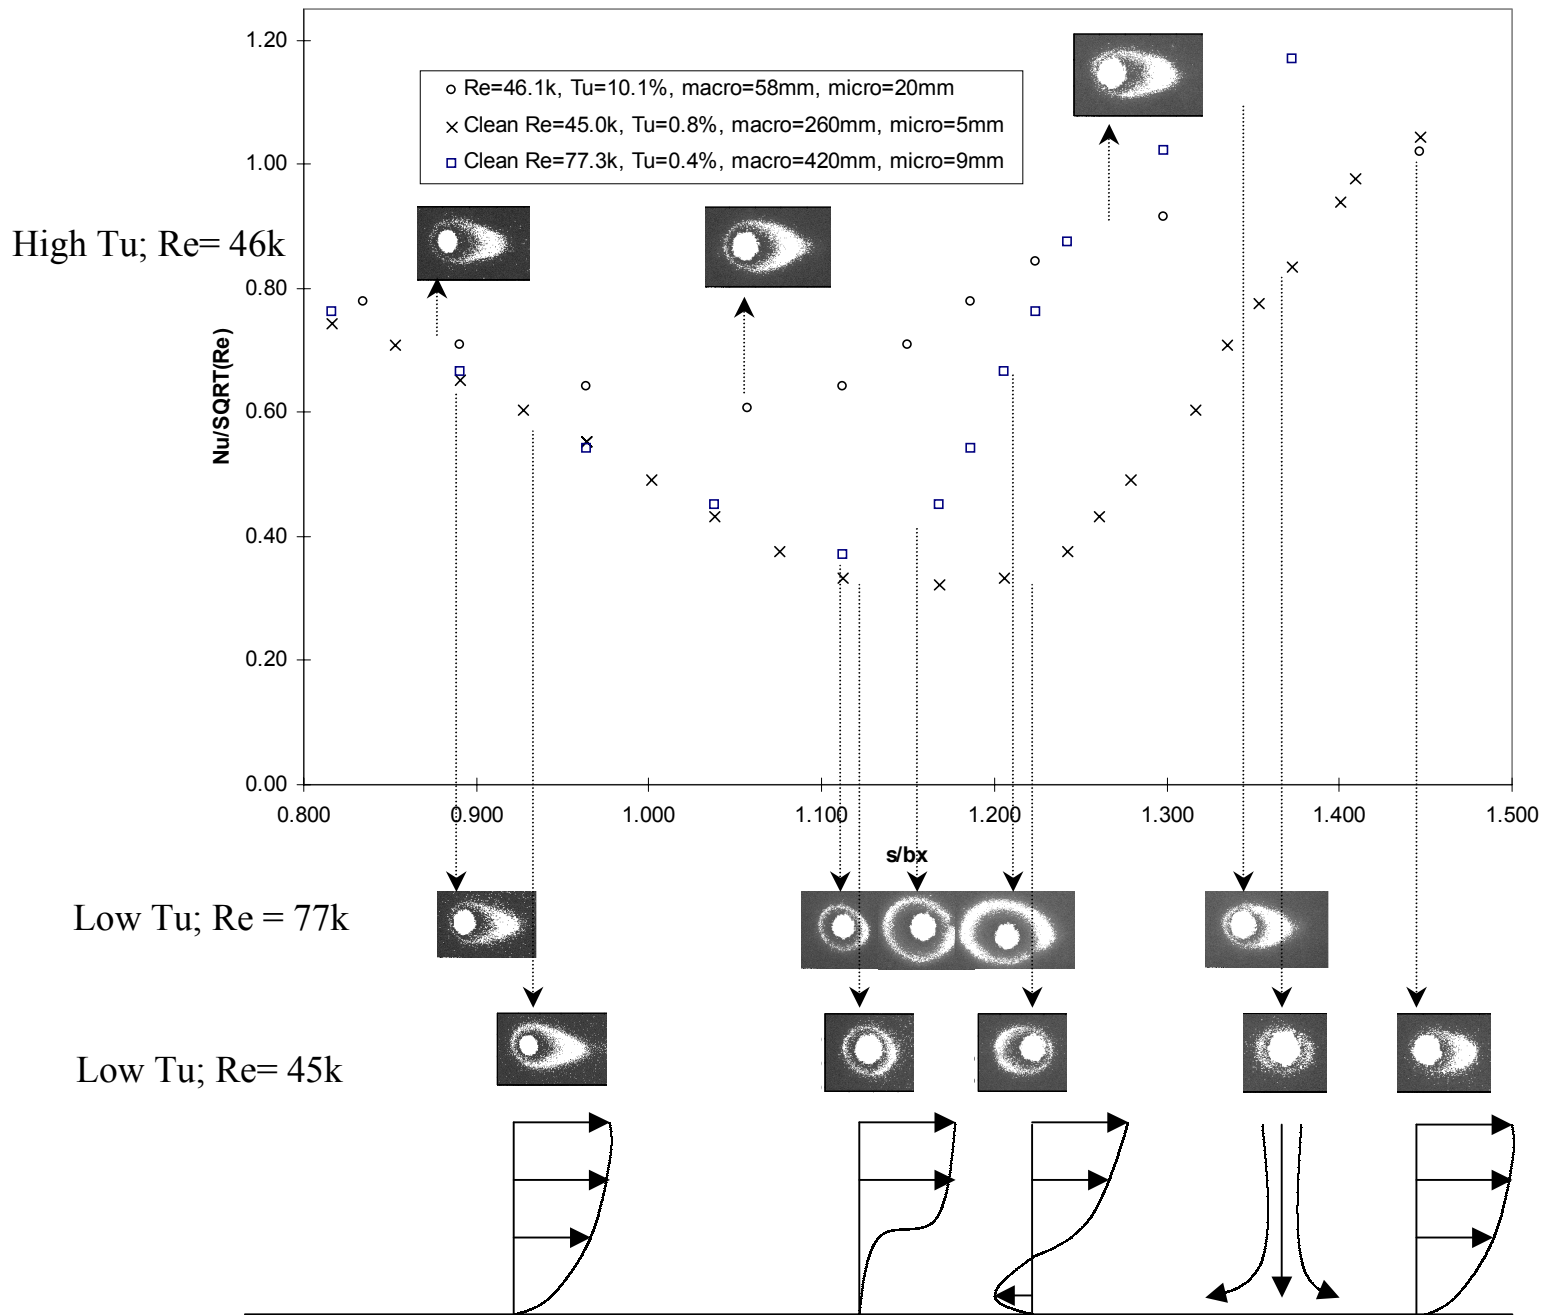 1.20
Re=46.1k, Tu=10.1%, macro=58mm, micro=20mm
Clean Re=45.0k, Tu=0.8%, macro=260mm, micro=5mm
Clean Re=77.3k, Tu=0.4%, macro=420mm, micro=9mm
1.00
High Tu; Re= 46k
0.80
Nu/SQRT(Re)
0.60
0.40
0.20
0.00
0.800 0.900 1.000 1.100 1.200 1.300 1.400 1.500
s/bx
Low Tu; Re = 77k
Low Tu; Re= 45k